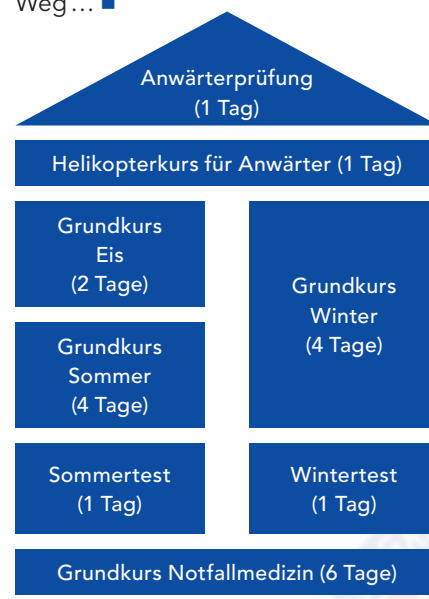 Weg… ■
Anwärterprüfung
(1 Tag)
Helikopterkurs für Anwärter (1 Tag)
Grundkurs
Eis
(2 Tage)
Grundkurs
Sommer
(4 Tage)
Grundkurs
Winter
(4 Tage)
Sommertest
(1 Tag)
Wintertest
(1 Tag)
Grundkurs Notfallmedizin (6 Tage)